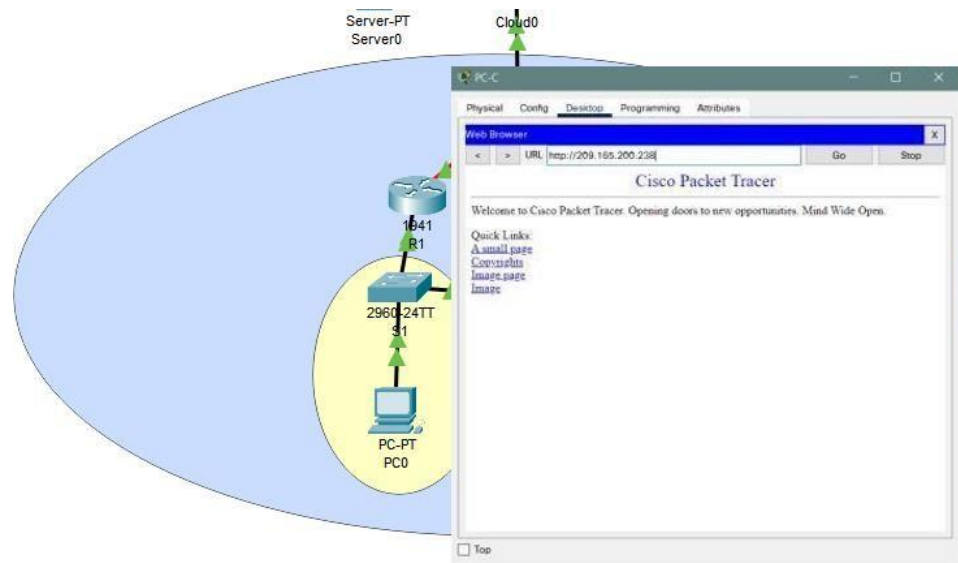 Server-PT
Server0
Cloud0
1941
R1
2960-24TT
S1
PC-PT
PC0
PC-C
Physical Config Desktop Programming Attributes
Web Browser X
< > URL http://209.165.200.238 Go Stop
Cisco Packet Tracer
Welcome to Cisco Packet Tracer. Opening doors to new opportunities. Mind Wide Open.
Quick Links:
A small page
Copyrights
Image page
Image
Top